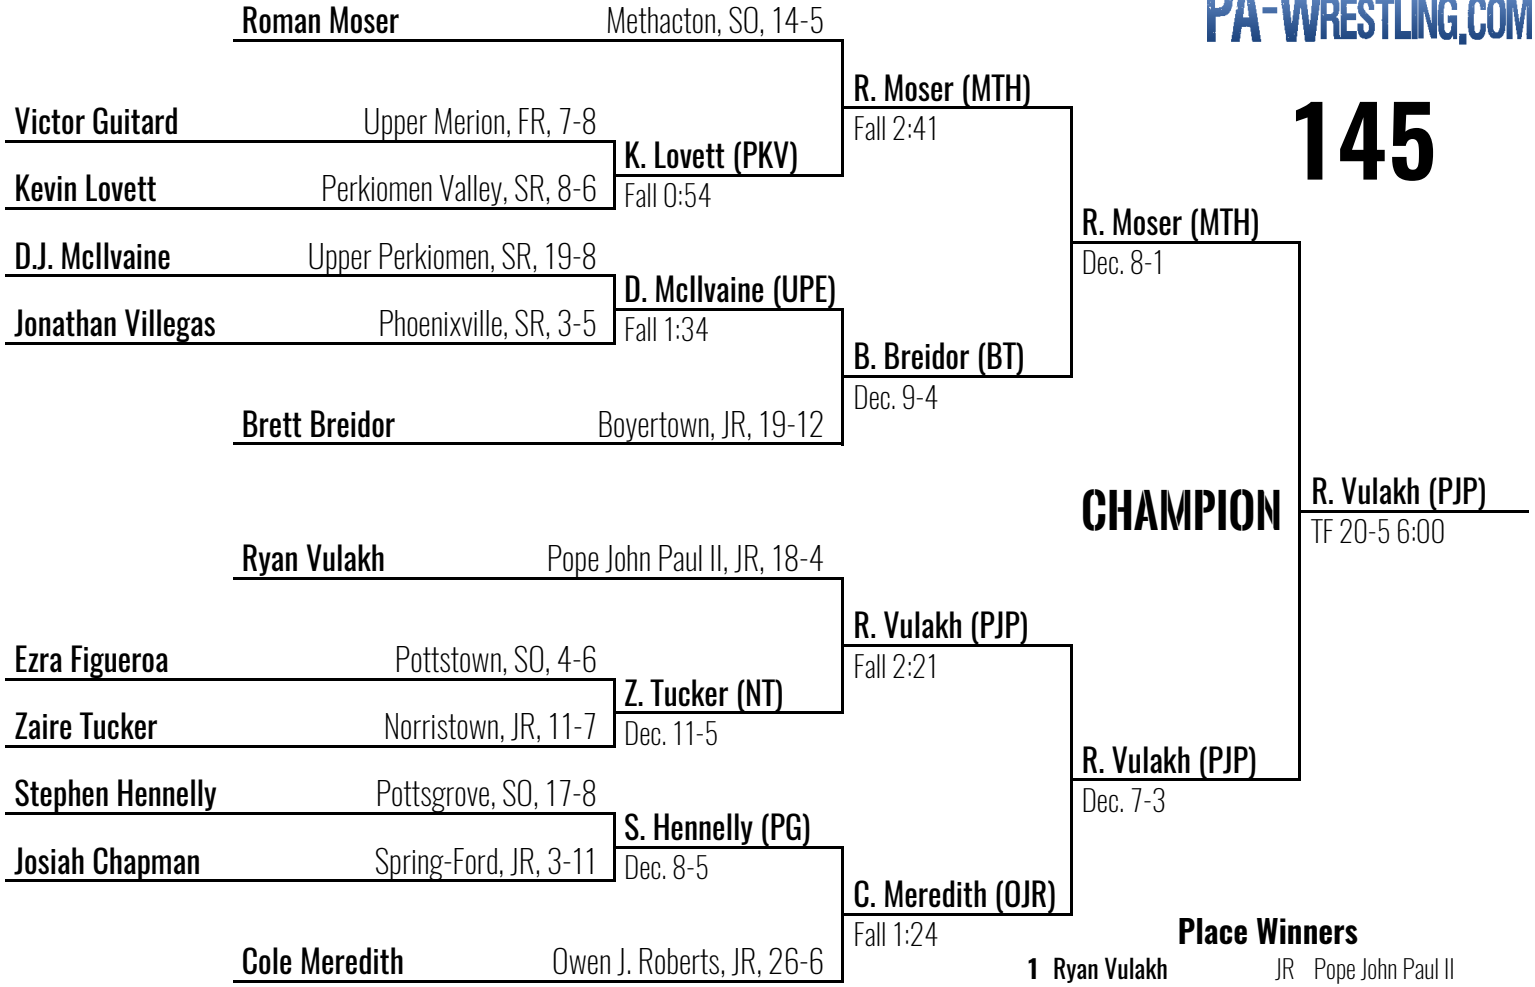 PA-WRESTLING.COM
145
Roman Moser Methacton, SO, 14-5
R. Moser (MTH)
Fall 2:41
Victor Guitard Upper Merion, FR, 7-8
K. Lovett (PKV)
Fall 0:54
Kevin Lovett Perkiomen Valley, SR, 8-6
R. Moser (MTH)
Dec. 8-1
D.J. McIlvaine Upper Perkiomen, SR, 19-8
D. McIlvaine (UPE)
Fall 1:34
Jonathan Villegas Phoenixville, SR, 3-5
B. Breidor (BT)
Dec. 9-4
Brett Breidor Boyertown, JR, 19-12
CHAMPION
R. Vulakh (PJP)
TF 20-5 6:00
Ryan Vulakh Pope John Paul II, JR, 18-4
R. Vulakh (PJP)
Fall 2:21
Ezra Figueroa Pottstown, SO, 4-6
Z. Tucker (NT)
Dec. 11-5
Zaire Tucker Norristown, JR, 11-7
R. Vulakh (PJP)
Dec. 7-3
Stephen Hennelly Pottsgrove, SO, 17-8
S. Hennelly (PG)
Dec. 8-5
Josiah Chapman Spring-Ford, JR, 3-11
C. Meredith (OJR)
Fall 1:24
Cole Meredith Owen J. Roberts, JR, 26-6
Place Winners
1 Ryan Vulakh JR Pope John Paul II